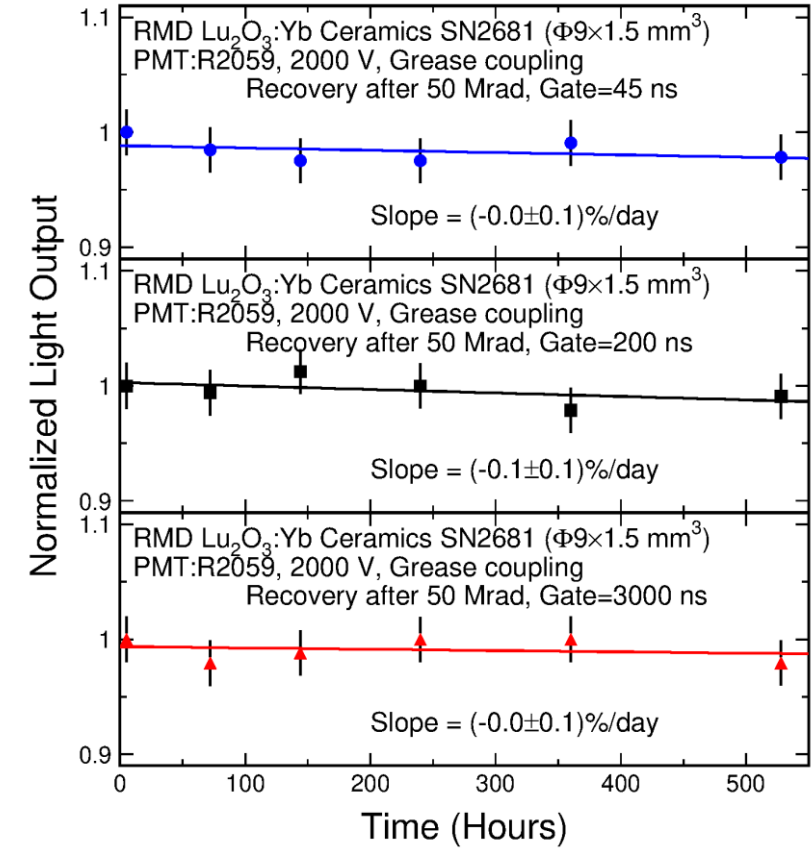 Normalized Light Output
1.1
RMD Lu₂O₃:Yb Ceramics SN2681 (Φ9×1.5 mm³)
PMT:R2059, 2000 V, Grease coupling
Recovery after 50 Mrad, Gate=45 ns
1
Slope = (-0.0±0.1)%/day
0.9
1.1
RMD Lu₂O₃:Yb Ceramics SN2681 (Φ9×1.5 mm³)
PMT:R2059, 2000 V, Grease coupling
Recovery after 50 Mrad, Gate=200 ns
1
Slope = (-0.1±0.1)%/day
0.9
1.1
RMD Lu₂O₃:Yb Ceramics SN2681 (Φ9×1.5 mm³)
PMT:R2059, 2000 V, Grease coupling
Recovery after 50 Mrad, Gate=3000 ns
1
Slope = (-0.0±0.1)%/day
0.9
0 100 200 300 400 500
Time (Hours)